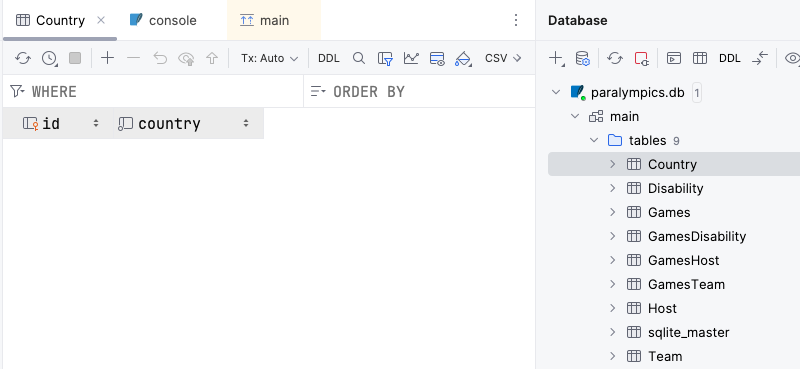 Country console main
Tx: Auto DDL CSV
WHERE ORDER BY
id country
Database
DDL
paralympics.db 1
main
tables 9
Country
Disability
Games
GamesDisability
GamesHost
GamesTeam
Host
sqlite_master
Team